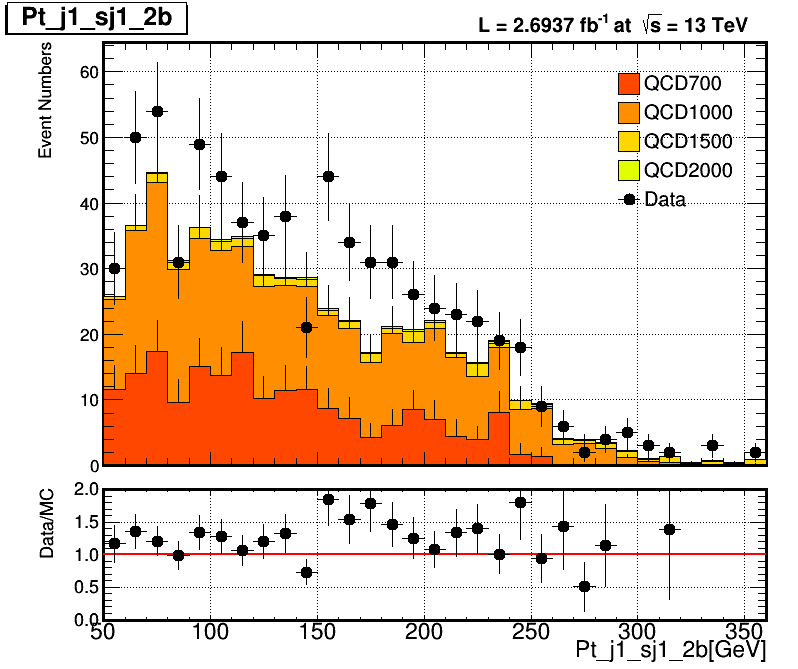 Pt_j1_sj1_2b
L = 2.6937 fb⁻¹ at √s = 13 TeV
Event Numbers
60
50
40
30
20
10
0
QCD700
QCD1000
QCD1500
QCD2000
Data
Data/MC
2.0
1.5
1.0
0.5
0.0
50 100 150 200 250 300 350
Pt_j1_sj1_2b[GeV]